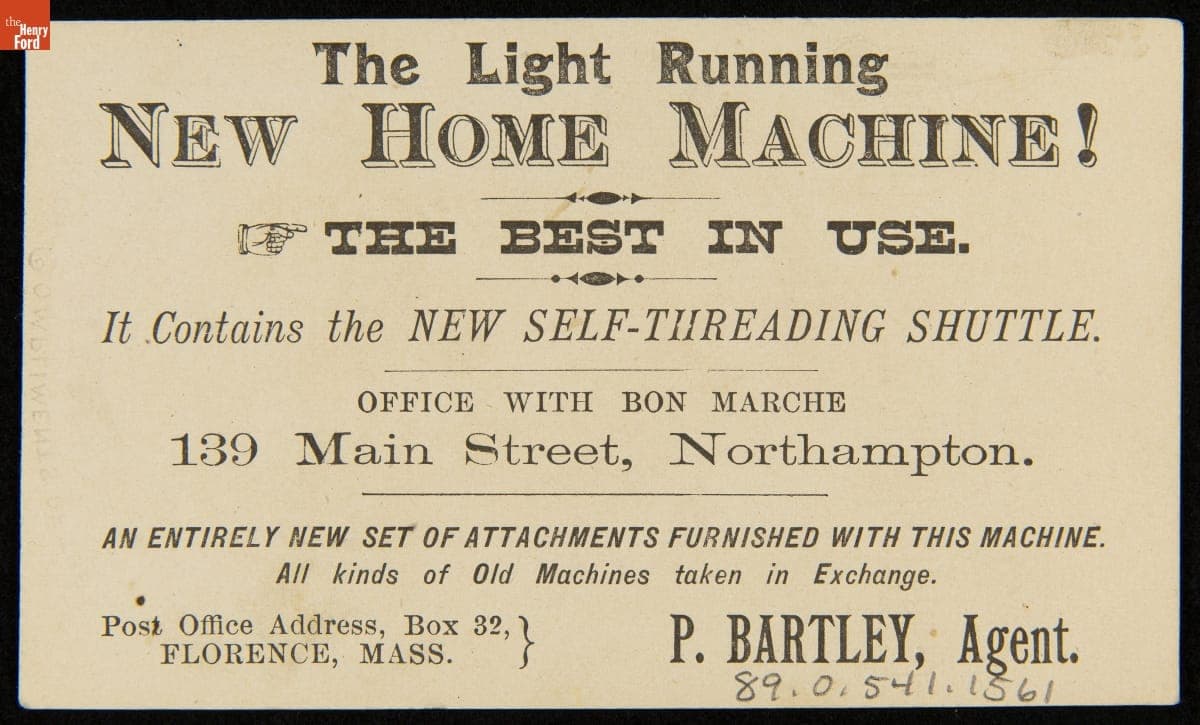 the
Henry
Ford
The Light Running
NEW HOME MACHINE!
THE BEST IN USE.
It Contains the NEW SELF-THREADING SHUTTLE.
OFFICE WITH BON MARCHE
139 Main Street, Northampton.
AN ENTIRELY NEW SET OF ATTACHMENTS FURNISHED WITH THIS MACHINE.
All kinds of Old Machines taken in Exchange.
Post Office Address, Box 32, }
FLORENCE, MASS.
P. BARTLEY, Agent.
89.0.541.1561